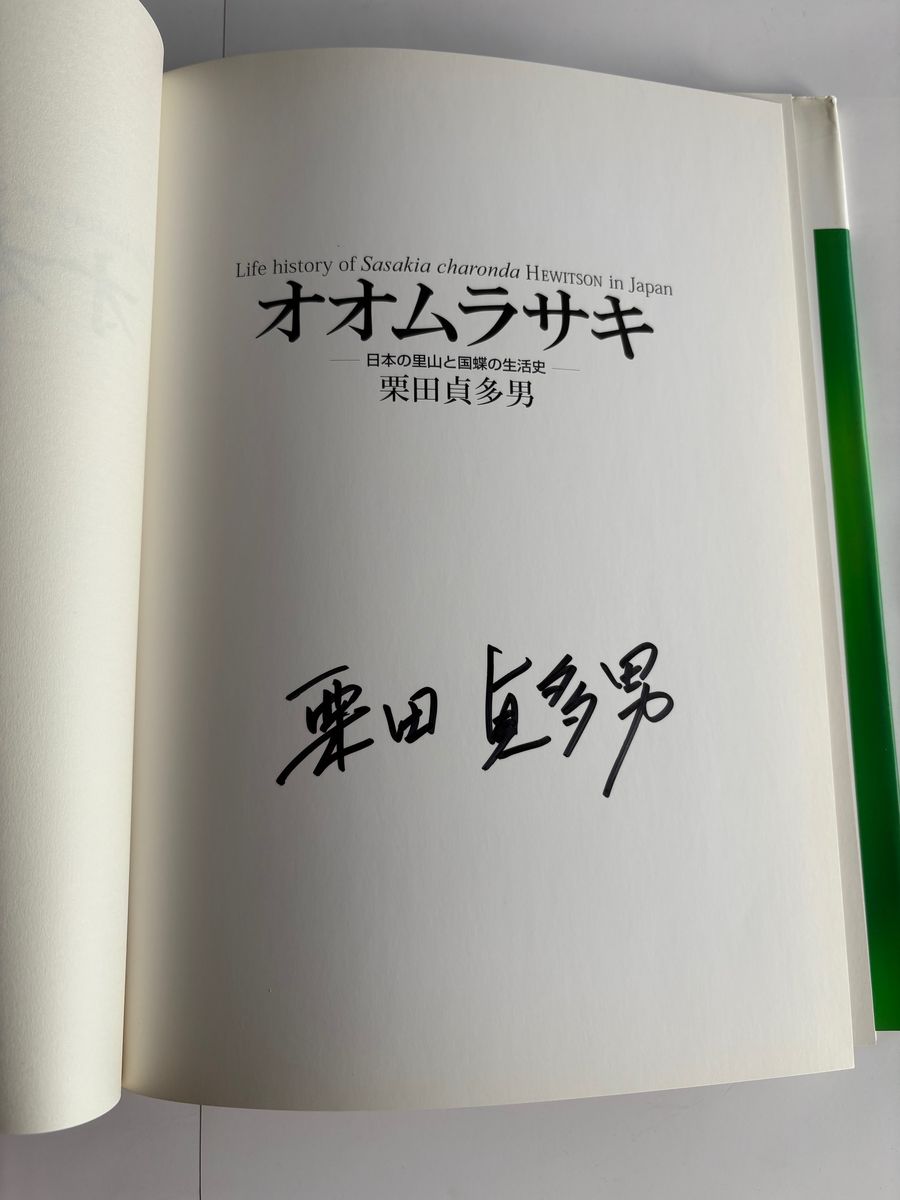 Life history of Sasakia charonda HEWITSON in Japan
オオムラサキ
日本の里山と国蝶の生活史
栗田貞多男
栗田 貞多男